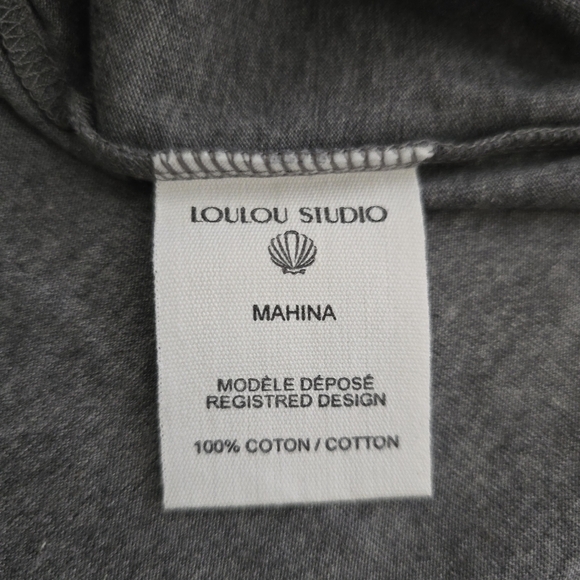 LOULOU STUDIO
MAHINA
MODÈLE DÉPOSÉ
REGISTRED DESIGN
100% COTON / COTTON